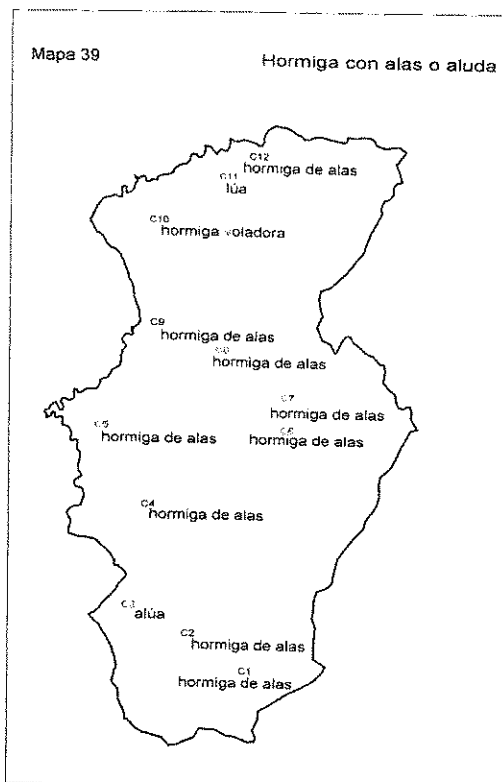 Mapa 39
Hormiga con alas o aluda
C12
hormiga de alas
C11
lúa
C10
hormiga voladora
C9
hormiga de alas
C8
hormiga de alas
C7
hormiga de alas
C5
hormiga de alas
C6
hormiga de alas
C4
hormiga de alas
C3
alúa
C2
hormiga de alas
C1
hormiga de alas